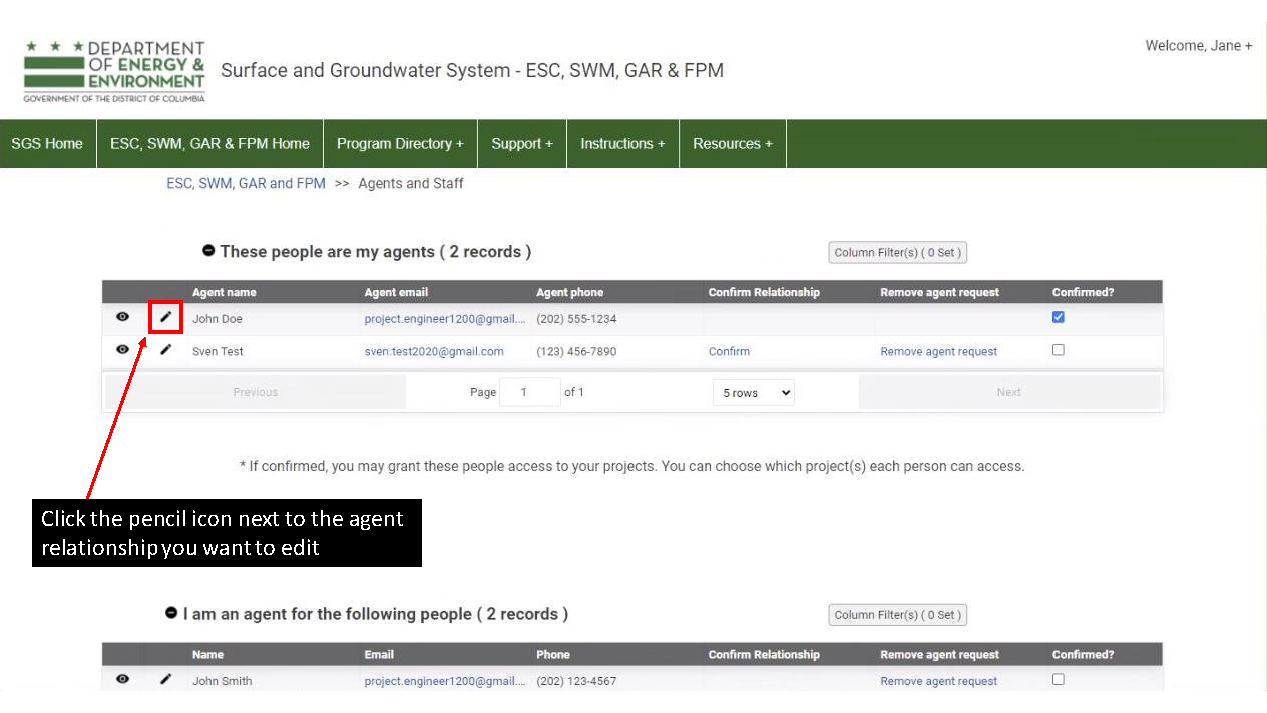 ★ ★ ★ DEPARTMENT
OF ENERGY &
ENVIRONMENT
GOVERNMENT OF THE DISTRICT OF COLUMBIA
Surface and Groundwater System - ESC, SWM, GAR & FPM
Welcome, Jane +
SGS Home ESC, SWM, GAR & FPM Home Program Directory + Support + Instructions + Resources +
ESC, SWM, GAR and FPM >> Agents and Staff
These people are my agents ( 2 records ) Column Filter(s) ( 0 Set )
Agent name Agent email Agent phone Confirm Relationship Remove agent request Confirmed?
John Doe project.engineer1200@gmail.... (202) 555-1234
Sven Test sven.test2020@gmail.com (123) 456-7890 Confirm Remove agent request
Previous Page 1 of 1 5 rows Next
* If confirmed, you may grant these people access to your projects. You can choose which project(s) each person can access.
Click the pencil icon next to the agent
relationship you want to edit
I am an agent for the following people ( 2 records ) Column Filter(s) ( 0 Set )
Name Email Phone Confirm Relationship Remove agent request Confirmed?
John Smith project.engineer1200@gmail.... (202) 123-4567 Remove agent request